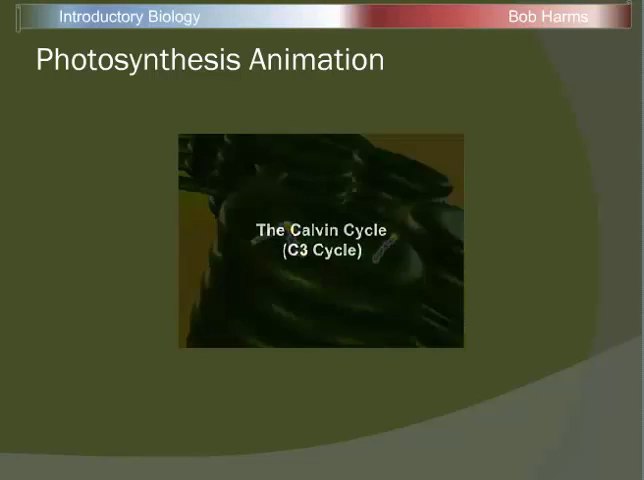 Introductory Biology
Bob Harms
Photosynthesis Animation
The Calvin Cycle
(C3 Cycle)